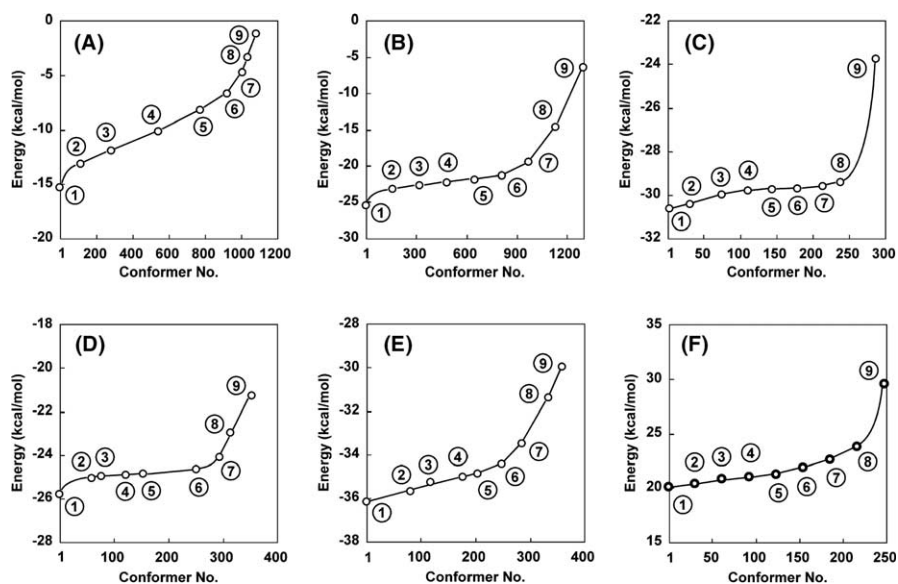 (A)
Energy (kcal/mol)
0
-5
-10
-15
-20
① ② ③ ④ ⑤ ⑥ ⑦ ⑧ ⑨
1 200 400 600 800 1000 1200
Conformer No.
(B)
Energy (kcal/mol)
0
-5
-10
-15
-20
-25
-30
① ② ③ ④ ⑤ ⑥ ⑦ ⑧ ⑨
1 300 600 900 1200
Conformer No.
(C)
Energy (kcal/mol)
-22
-24
-26
-28
-30
-32
① ② ③ ④ ⑤ ⑥ ⑦ ⑧ ⑨
1 50 100 150 200 250 300
Conformer No.
(D)
Energy (kcal/mol)
-18
-20
-22
-24
-26
-28
① ② ③ ④ ⑤ ⑥ ⑦ ⑧ ⑨
1 100 200 300 400
Conformer No.
(E)
Energy (kcal/mol)
-28
-30
-32
-34
-36
-38
① ② ③ ④ ⑤ ⑥ ⑦ ⑧ ⑨
1 100 200 300 400
Conformer No.
(F)
Energy (kcal/mol)
35
30
25
20
15
① ② ③ ④ ⑤ ⑥ ⑦ ⑧ ⑨
1 50 100 150 200 250
Conformer No.